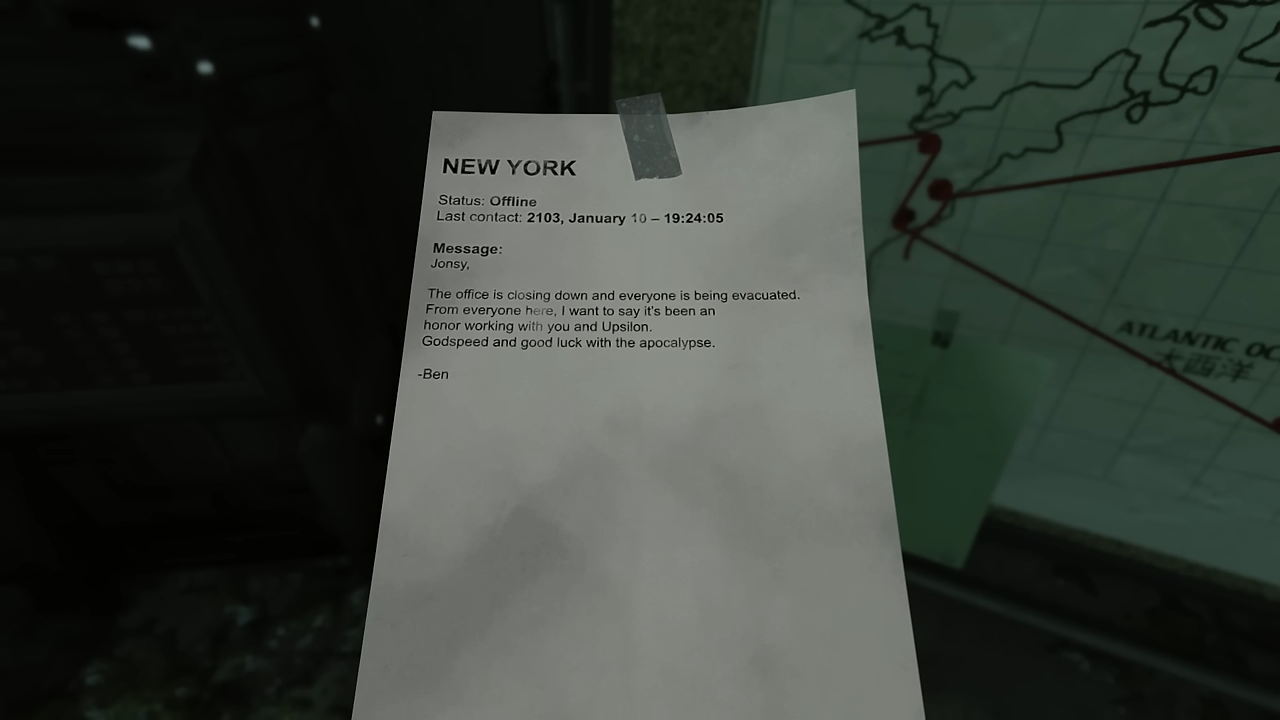 NEW YORK
Status: Offline
Last contact: 2103, January 10 – 19:24:05
Message:
Jonsy,
The office is closing down and everyone is being evacuated.
From everyone here, I want to say it's been an
honor working with you and Upsilon.
Godspeed and good luck with the apocalypse.
-Ben
ATLANTIC OC
大西洋